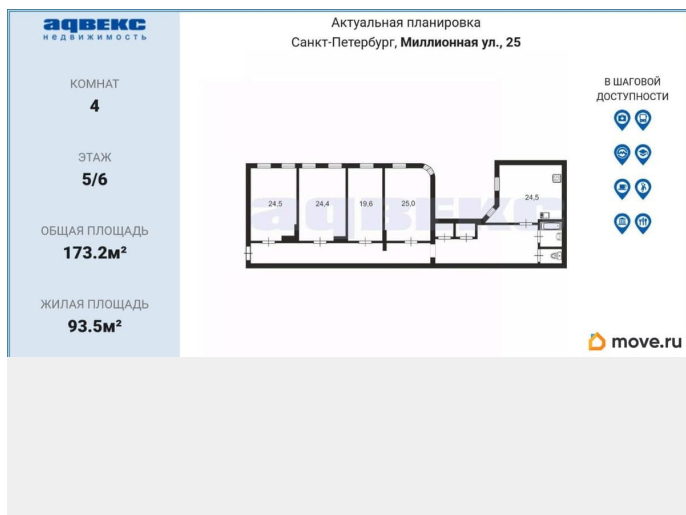 адвекс
недвижимость
КОМНАТ
4
ЭТАЖ
5/6
ОБЩАЯ ПЛОЩАДЬ
173.2м²
ЖИЛАЯ ПЛОЩАДЬ
93.5м²
Актуальная планировка
Санкт-Петербург, Миллионная ул., 25
24,5
24,4
19,6
25,0
24,5
адвекс
В ШАГОВОЙ
ДОСТУПНОСТИ
move.ru